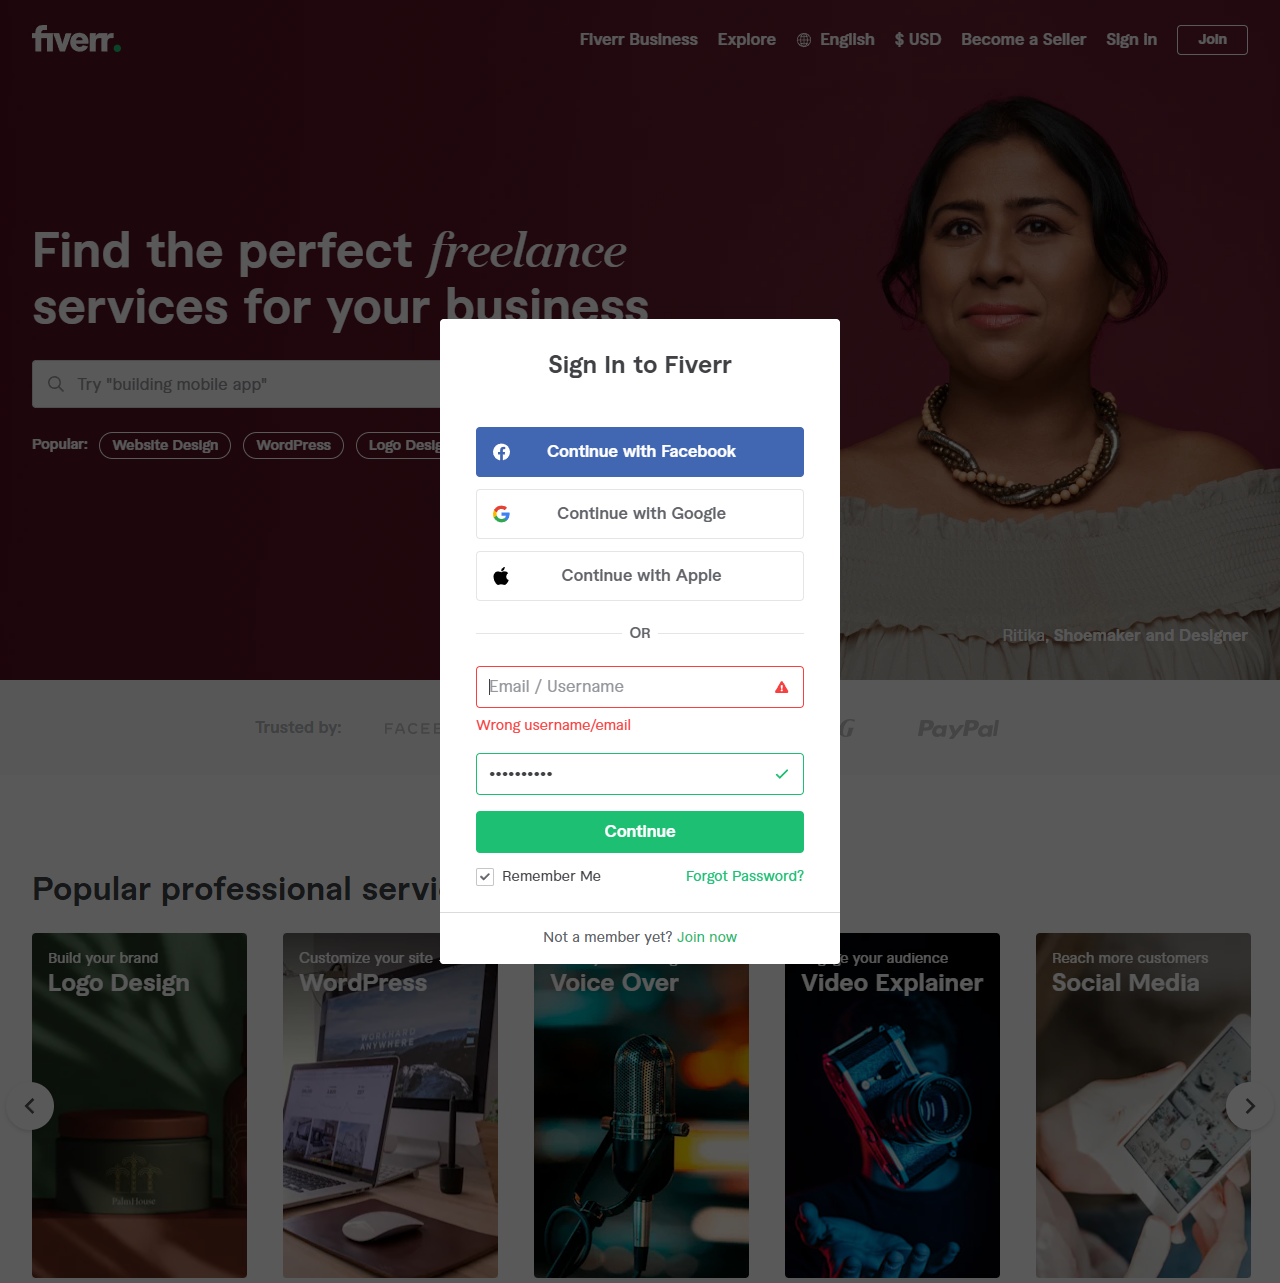 fiverr.
Fiverr Business Explore English $ USD Become a Seller Sign in Join
Find the perfect freelance
services for your business
Try "building mobile app"
Popular: Website Design WordPress Logo Desig
Sign In to Fiverr
Continue with Facebook
Continue with Google
Continue with Apple
OR
Email / Username
Wrong username/email
••••••••••
Continue
Remember Me Forgot Password?
Not a member yet? Join now
Ritika, Shoemaker and Designer
Trusted by: FACEB G PayPal
Popular professional servi
Build your brand
Logo Design
PalmHouse
Customize your site
WordPress
WORK HARD
ANYWHERE
Voice Over
your audience
Video Explainer
Reach more customers
Social Media